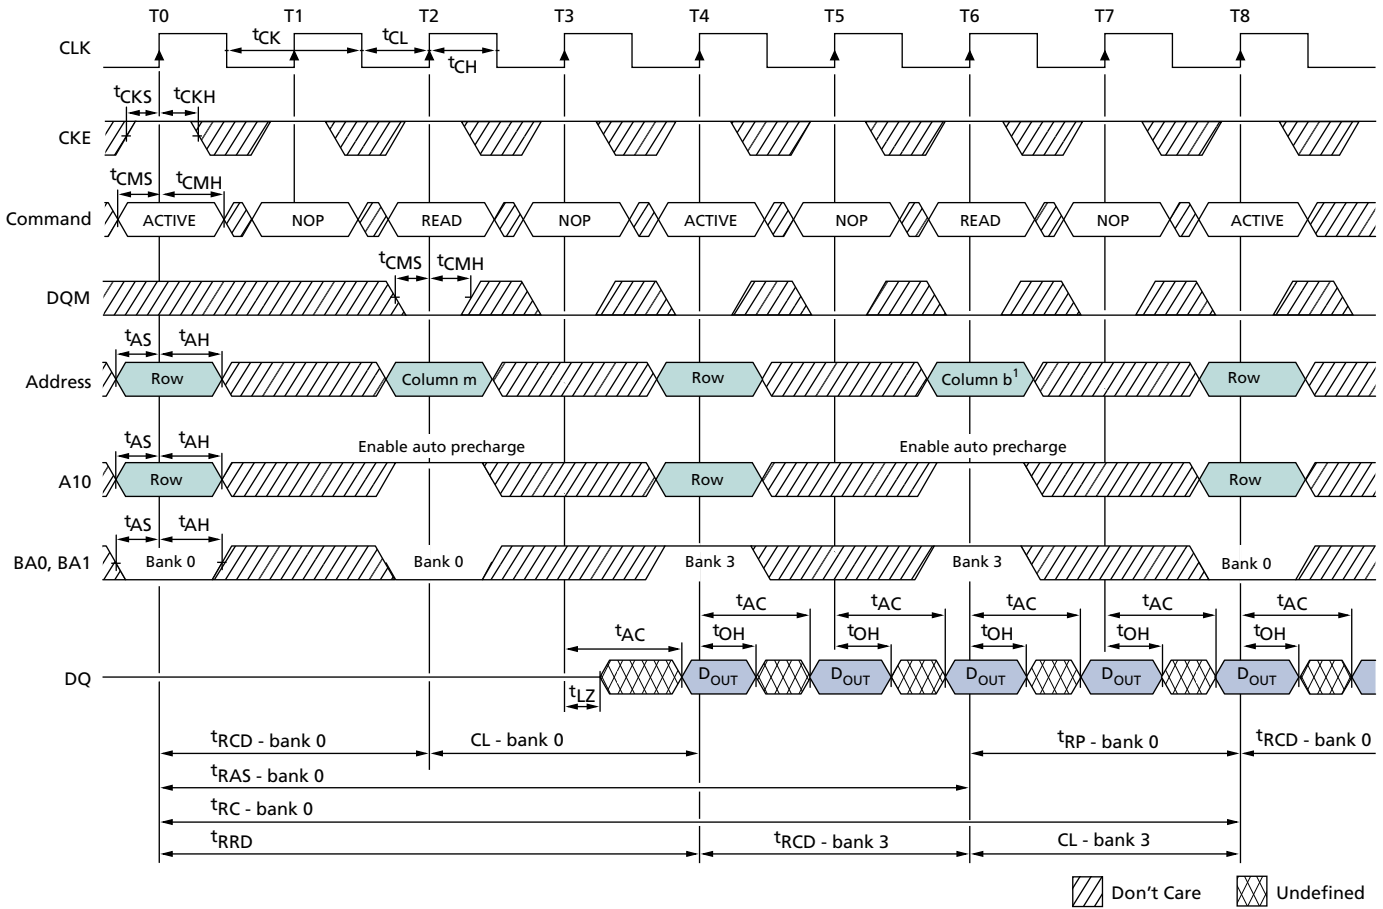 T0 T1 T2 T3 T4 T5 T6 T7 T8
CLK tCK tCL tCH
tCKS tCKH
CKE
tCMS tCMH
Command ACTIVE NOP READ NOP ACTIVE NOP READ NOP ACTIVE
tCMS tCMH
DQM
tAS tAH
Address Row Column m Row Column b1 Row
tAS tAH Enable auto precharge Enable auto precharge
A10 Row Row Row
tAS tAH
BA0, BA1 Bank 0 Bank 0 Bank 3 Bank 3 Bank 0
tAC tAC tAC tAC tAC
tAC tOH tOH tOH tOH tOH
DQ DOUT DOUT DOUT DOUT DOUT
tLZ
tRCD - bank 0 CL - bank 0 tRP - bank 0 tRCD - bank 0
tRAS - bank 0
tRC - bank 0
tRRD tRCD - bank 3 CL - bank 3
Don't Care Undefined